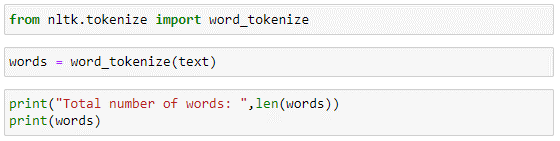 from nltk.tokenize import word_tokenize
words = word_tokenize(text)
print("Total number of words: ",len(words))
print(words)